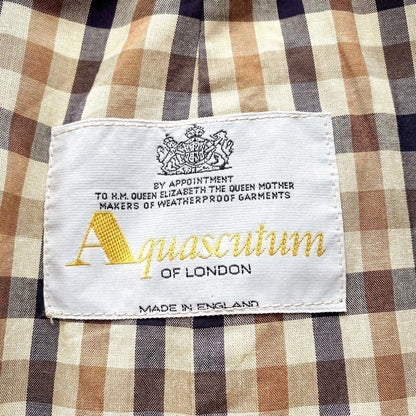 BY APPOINTMENT
TO H.M. QUEEN ELIZABETH THE QUEEN MOTHER
MAKERS OF WEATHERPROOF GARMENTS
Aquascutum
OF LONDON
MADE IN ENGLAND